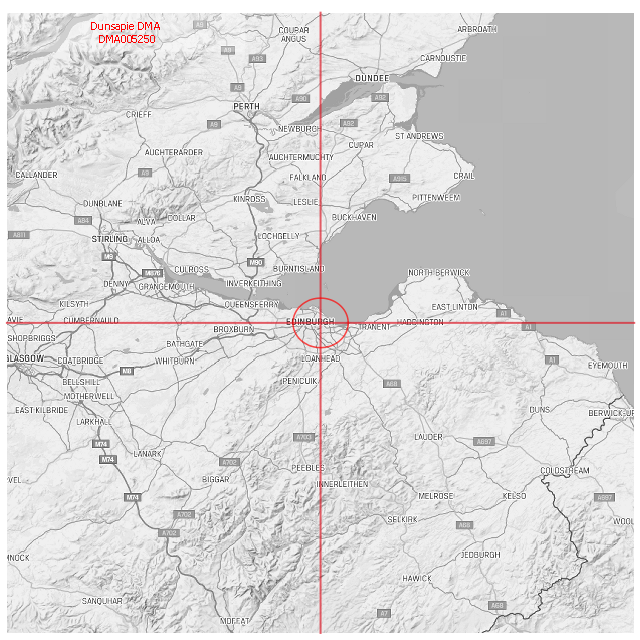 Dunsapie DMA
DMA005250
ARBROATH
A9
COUPAR
ANGUS
A9
A93
CARNOUSTIE
DUNDEE
A9
A90
A92
PERTH
CRIEFF
A9
NEWBURGH
A92
ST ANDREWS
CUPAR
AUCHTERARDER
AUCHTERMUCHTY
CALLANDER
A9
FALKLAND
A915
CRAIL
PITTENWEEM
DUNBLANE
KINROSS
LESLIE
COLLAR
BUCKHAVEN
A84
ALVA
A811
STIRLING
ALLOA
LOCHGELLY
M9
M90
M876
CULROSS
BURNTISLAND
NORTH BERWICK
DENNY
GRANGEMOUTH
INVERKEITHING
KILSYTH
QUEENSFERRY
EAST LINTON
A1
AVIE
CUMBERNAULD
EDINBURGH
HADDINGTON
BROXBURN
TRANENT
A1
SHOPBRIGGS
BATHGATE
GLASGOW
COATBRIDGE
WHITBURN
LOANHEAD
A1
EYEMOUTH
M8
BELLSHILL
PENICUIK
A68
MOTHERWELL
EAST KILBRIDE
DUNS
BERWICK-UP
LARKHALL
A703
LAUDER
A697
M74
M74
LANARK
A702
PEEBLES
COLDSTREAM
VEL
BIGGAR
INNERLEITHEN
M74
MELROSE
KELSO
A697
A702
SELKIRK
A68
WOOL
A702
MNOCK
JEDBURGH
HAWICK
SANQUHAR
A7
A68
MOFFAT